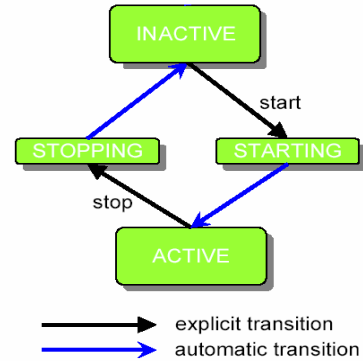 INACTIVE
start
STOPPING
STARTING
stop
ACTIVE
explicit transition
automatic transition